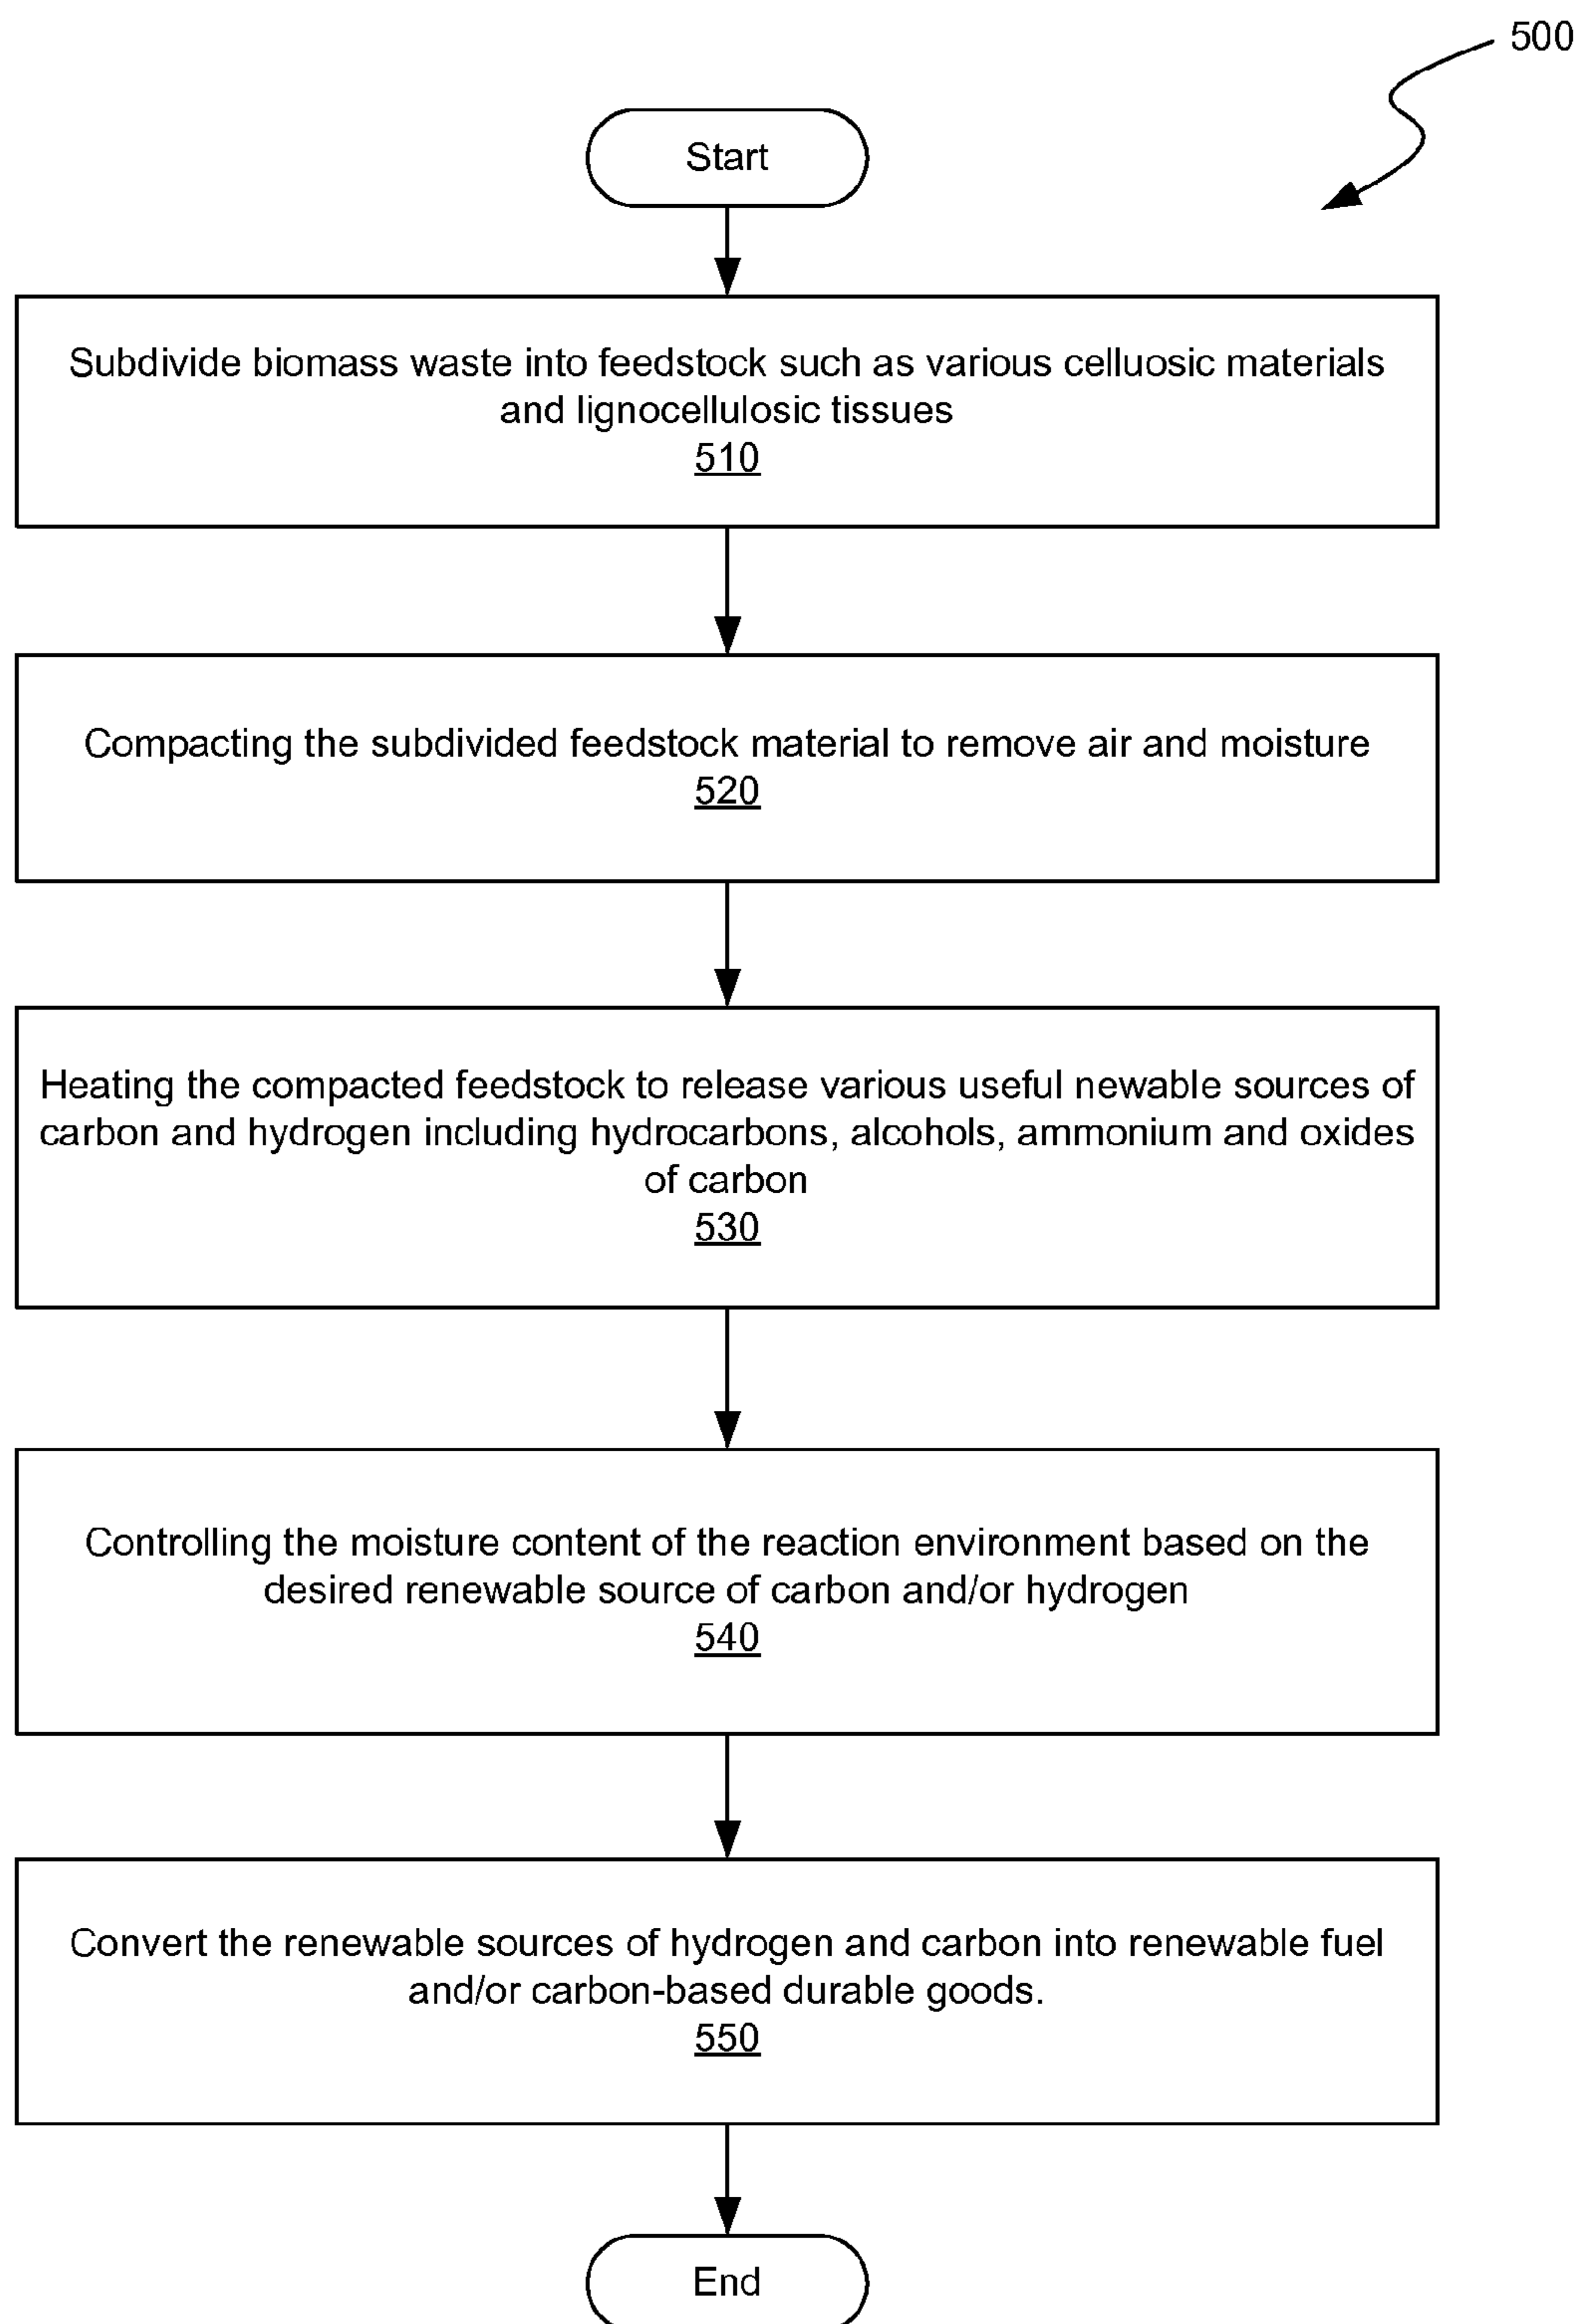 500
Start
Subdivide biomass waste into feedstock such as various celluosic materials
and lignocellulosic tissues
510
Compacting the subdivided feedstock material to remove air and moisture
520
Heating the compacted feedstock to release various useful newable sources of
carbon and hydrogen including hydrocarbons, alcohols, ammonium and oxides
of carbon
530
Controlling the moisture content of the reaction environment based on the
desired renewable source of carbon and/or hydrogen
540
Convert the renewable sources of hydrogen and carbon into renewable fuel
and/or carbon-based durable goods.
550
End